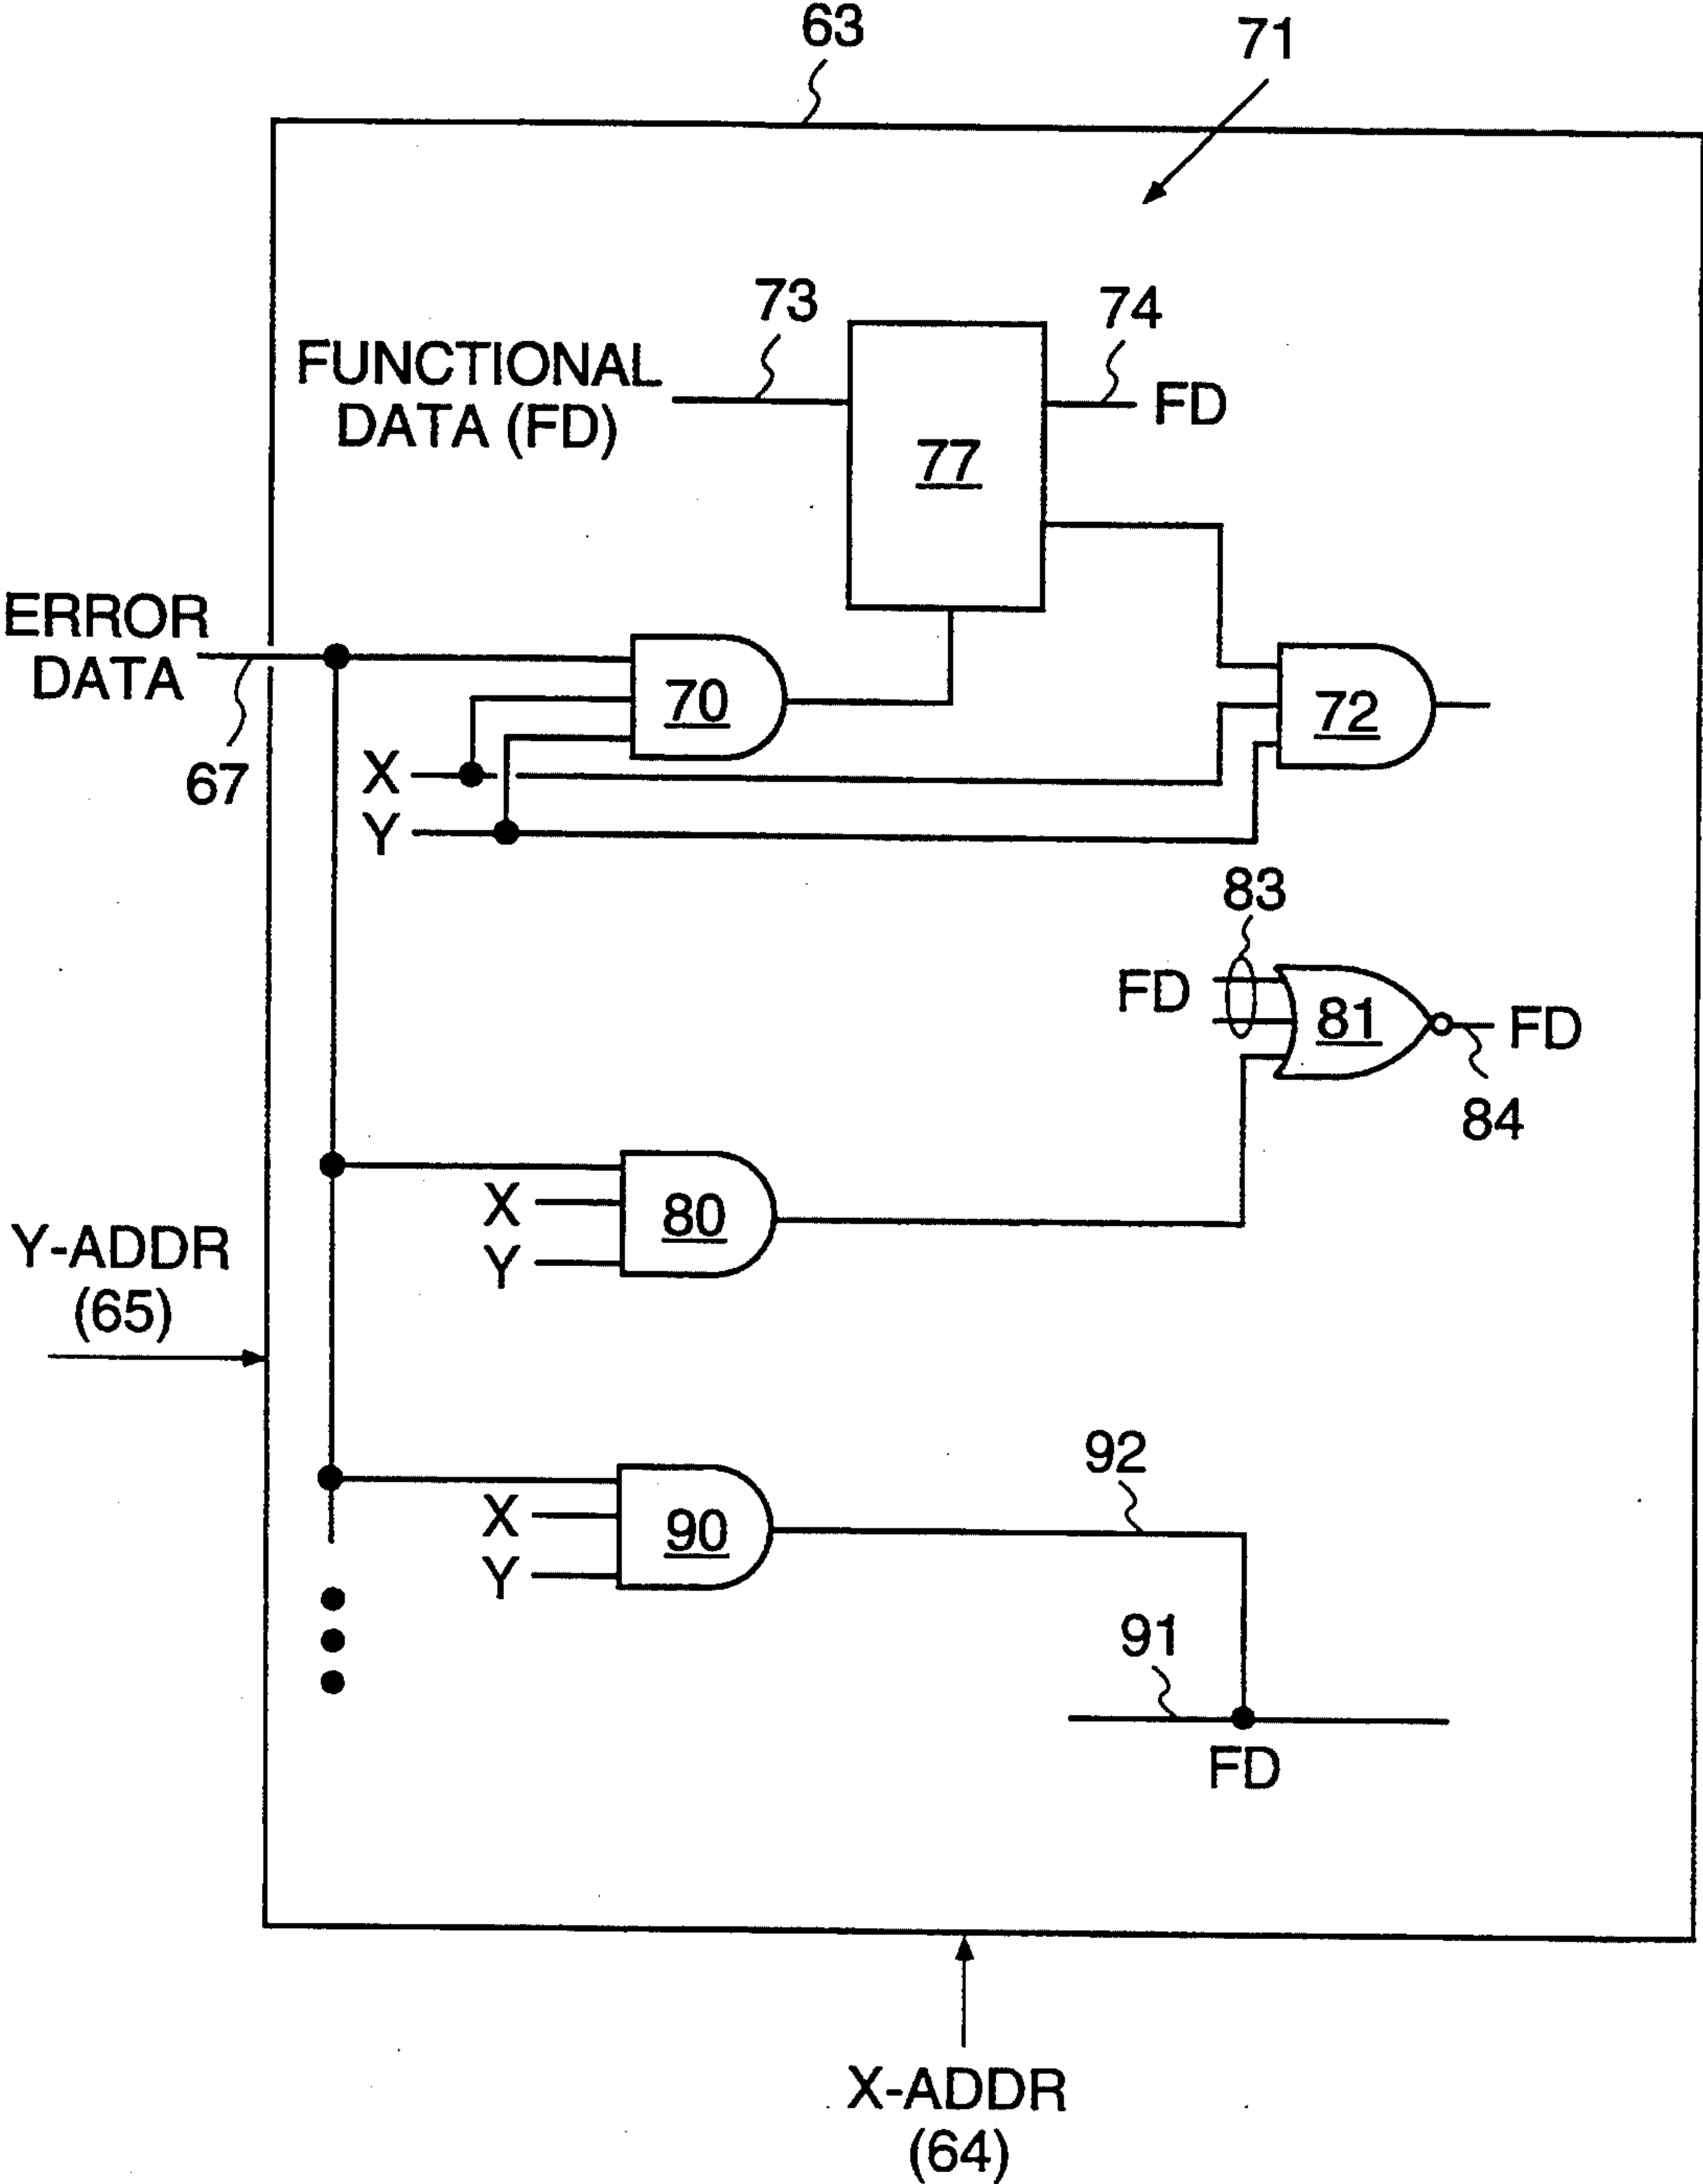 63
71
73
74
FUNCTIONAL
DATA (FD)
FD
77
ERROR
DATA
67
70
72
X
Y
83
FD
81
FD
84
X
80
Y
Y-ADDR
(65)
92
X
90
Y
91
FD
X-ADDR
(64)